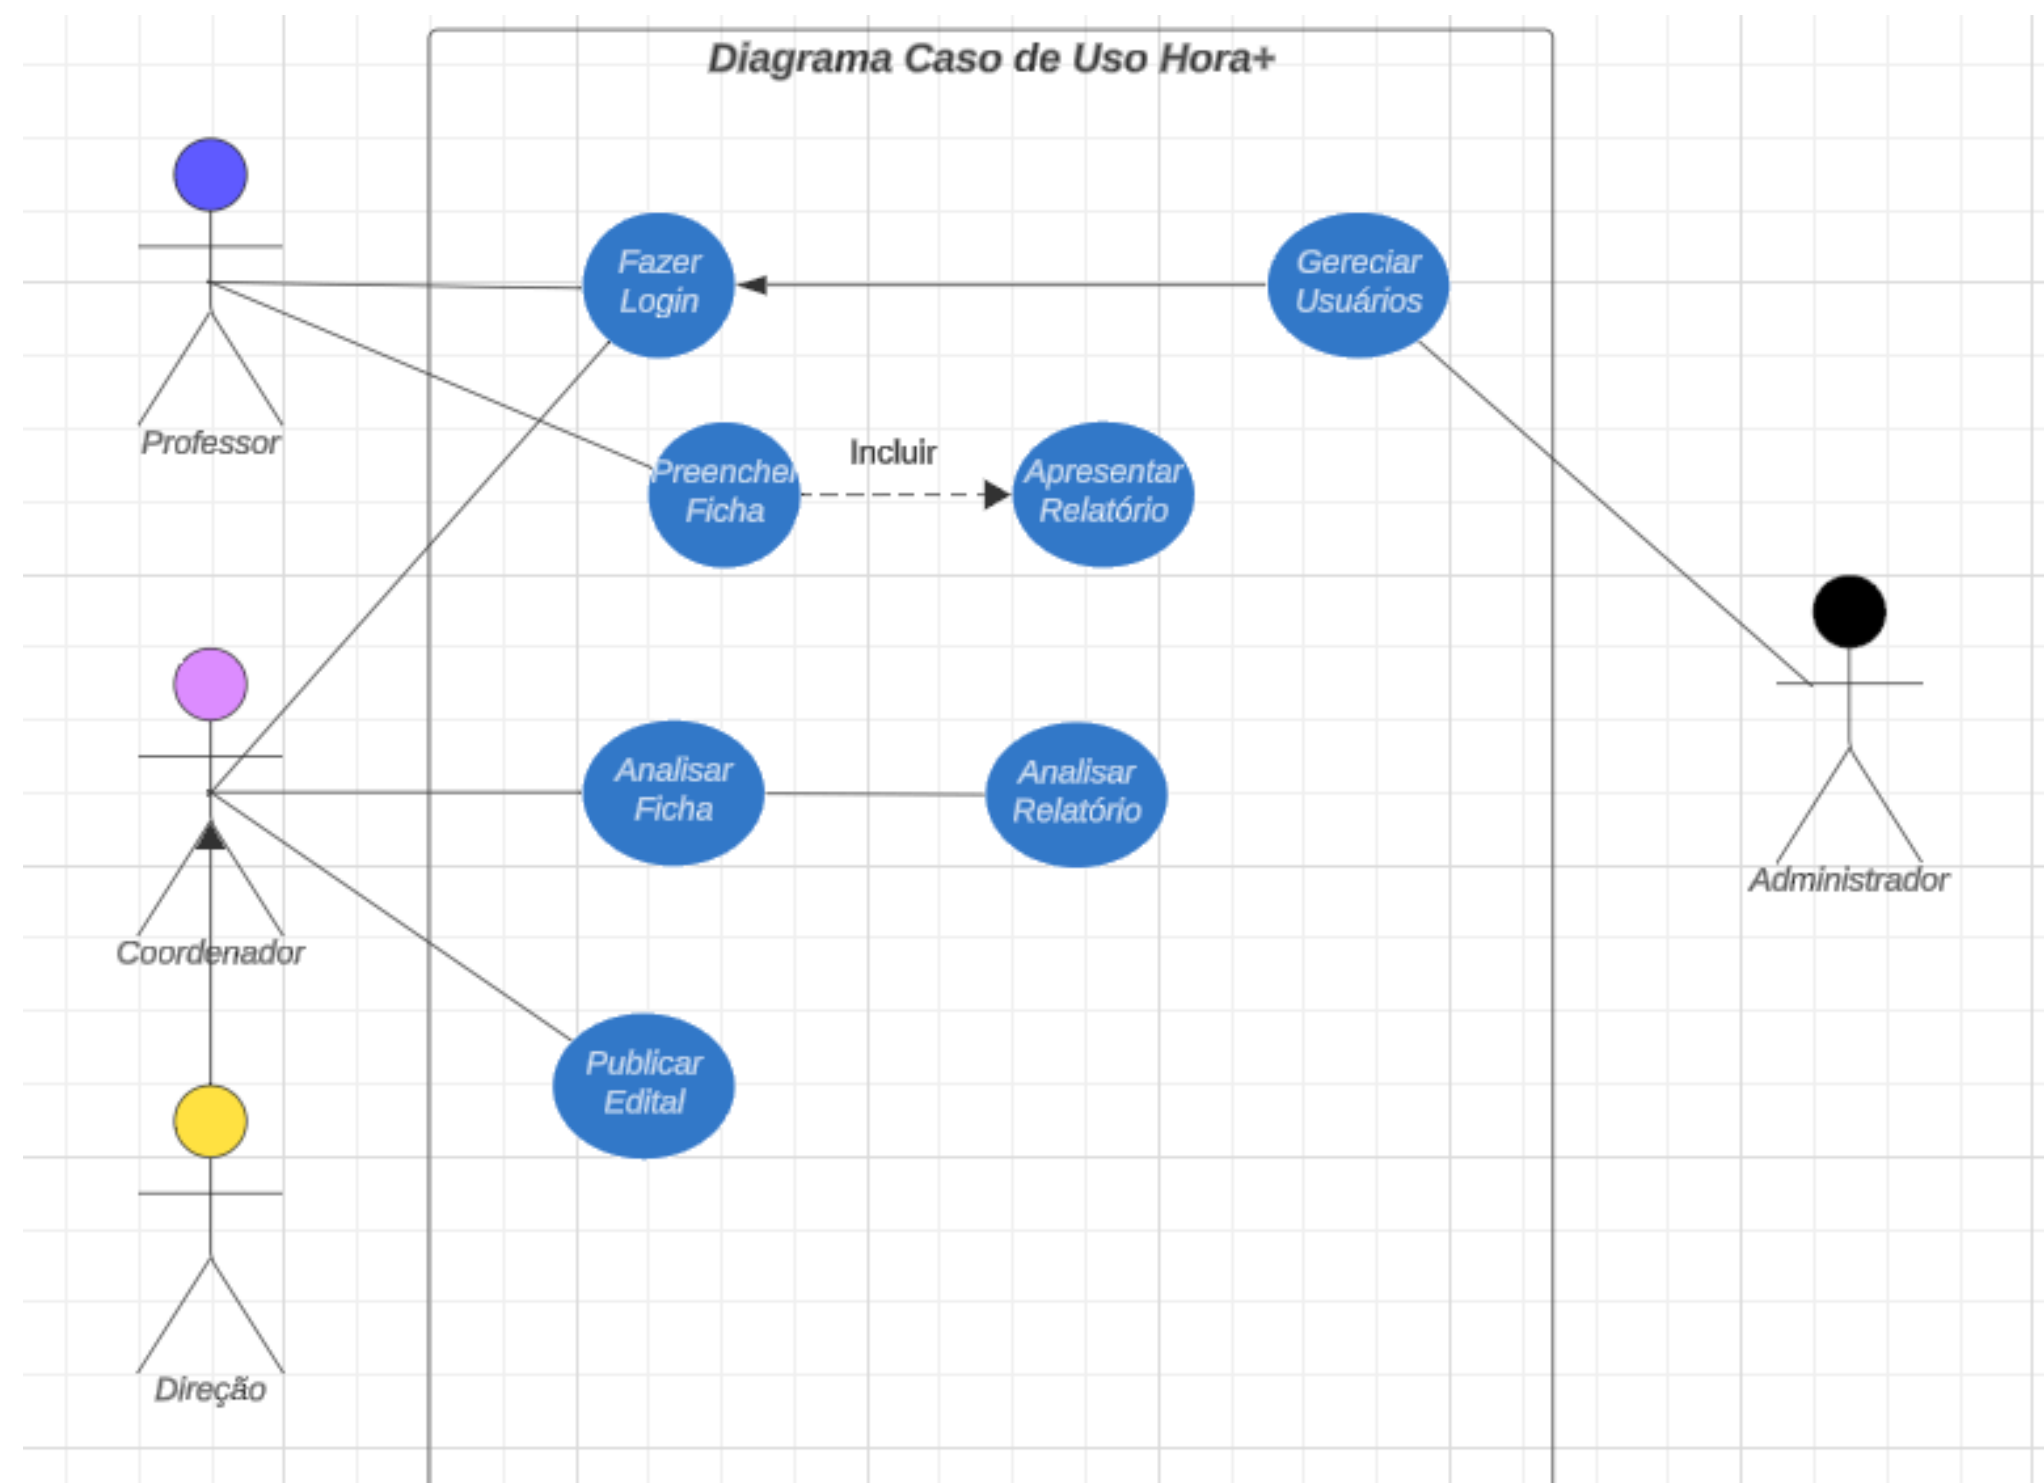 Diagrama Caso de Uso Hora+
Fazer
Login
Gereciar
Usuários
Professor
Preencher
Ficha
Incluir
Apresentar
Relatório
Analisar
Ficha
Analisar
Relatório
Administrador
Coordenador
Publicar
Edital
Direção